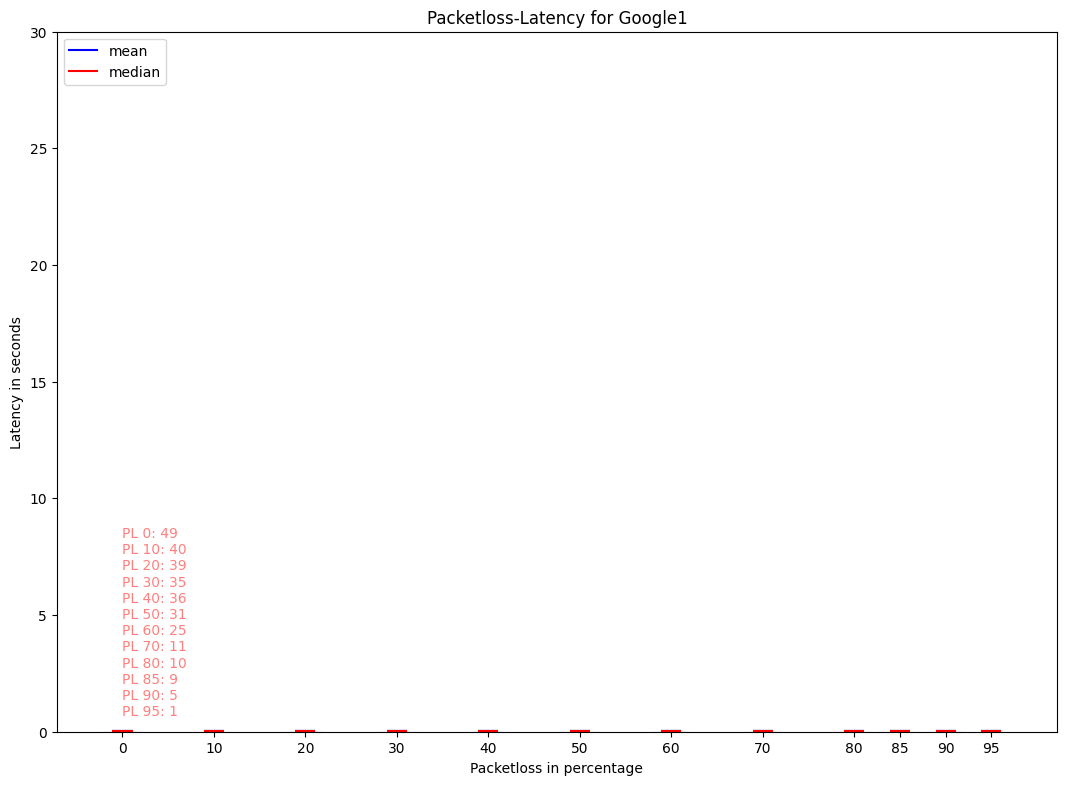 Packetloss-Latency for Google1
mean
median
30
25
20
15
10
5
0
Latency in seconds
PL 0: 49
PL 10: 40
PL 20: 39
PL 30: 35
PL 40: 36
PL 50: 31
PL 60: 25
PL 70: 11
PL 80: 10
PL 85: 9
PL 90: 5
PL 95: 1
0 10 20 30 40 50 60 70 80 85 90 95
Packetloss in percentage